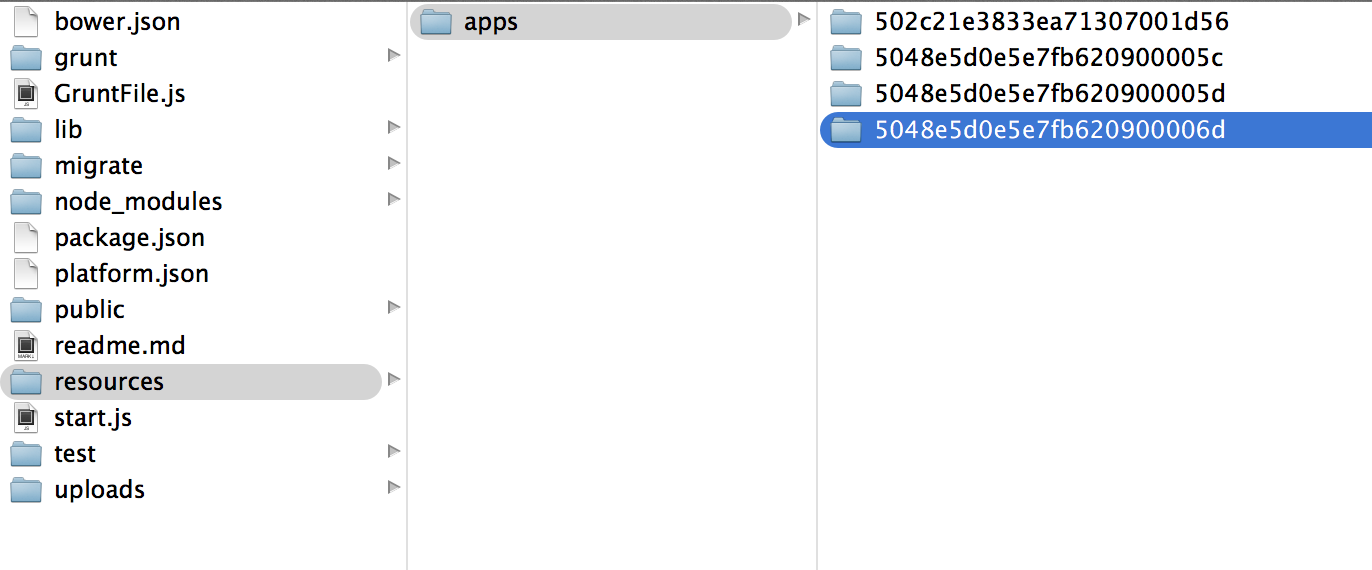 bower.json
grunt
GruntFile.js
lib
migrate
node_modules
package.json
platform.json
public
readme.md
resources
start.js
test
uploads
apps
502c21e3833ea71307001d56
5048e5d0e5e7fb620900005c
5048e5d0e5e7fb620900005d
5048e5d0e5e7fb620900006d